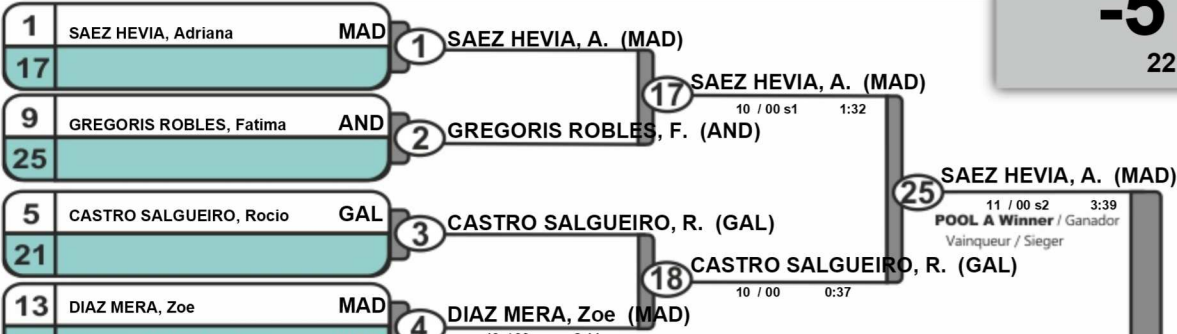 1 SAEZ HEVIA, Adriana MAD
17
9 GREGORIS ROBLES, Fatima AND
25
5 CASTRO SALGUEIRO, Rocio GAL
21
13 DIAZ MERA, Zoe MAD
1 SAEZ HEVIA, A. (MAD)
2 GREGORIS ROBLES, F. (AND)
3 CASTRO SALGUEIRO, R. (GAL)
4 DIAZ MERA, Zoe (MAD)
17 SAEZ HEVIA, A. (MAD)
10 / 00 s1 1:32
18 CASTRO SALGUEIRO, R. (GAL)
10 / 00 0:37
25 SAEZ HEVIA, A. (MAD)
11 / 00 s2 3:39
POOL A Winner / Ganador
Vainqueur / Sieger
-5
22